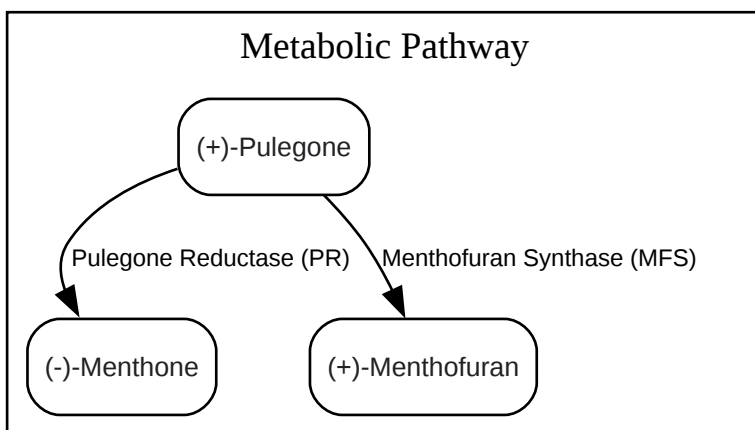 Metabolic Pathway
(+)-Pulegone
Pulegone Reductase (PR)
Menthofuran Synthase (MFS)
(-)-Menthone
(+)-Menthofuran